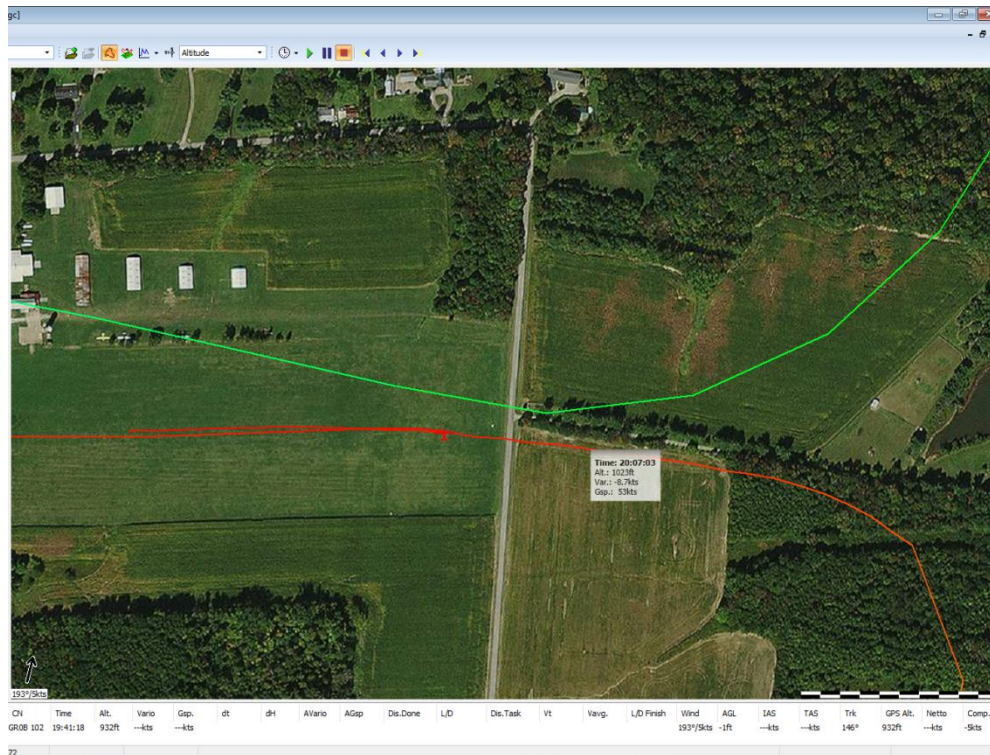 gc]
Altitude
Time: 20:07:03
Alt.: 1023ft
Var.: -8.7kts
Gsp.: 53kts
193°/5kts
CN Time Alt. Vario Gsp. dt dH AVario AGsp Dis.Done L/D Dis.Task Vt Vavg. L/D Finish Wind AGL IAS TAS Trk GPS Alt. Netto Comp.
GROB 102 19:41:18 932ft ---kts ---kts 193°/5kts -1ft ---kts ---kts 146° 932ft ---kts -5kts
72